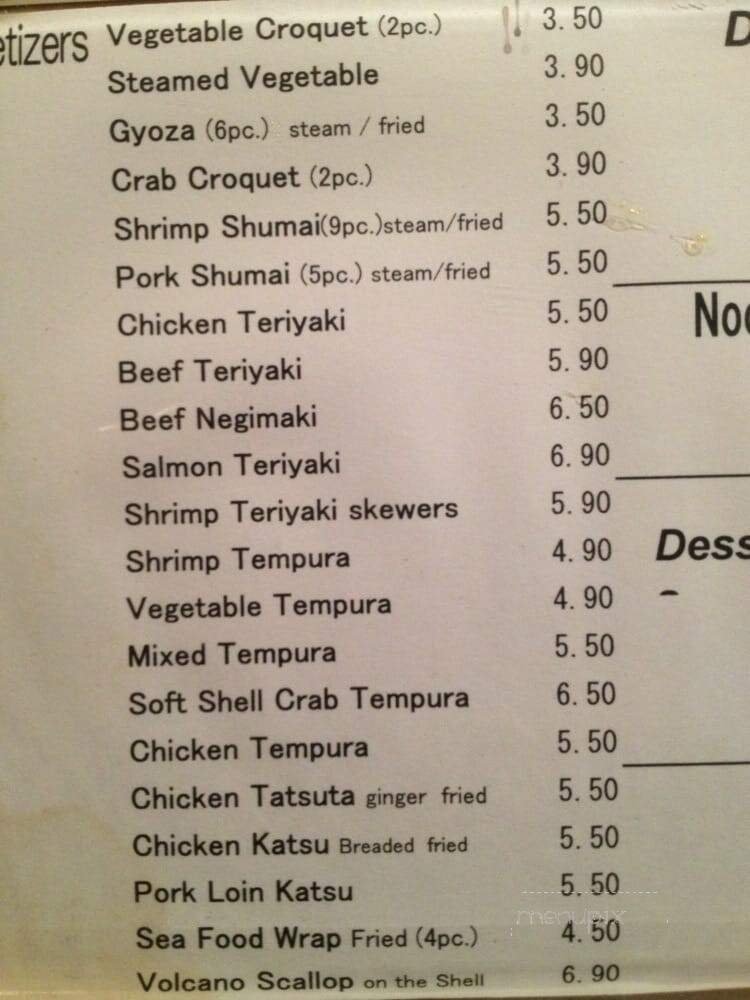 etizers
Vegetable Croquet (2pc.) 3.50
Steamed Vegetable 3.90
Gyoza (6pc.) steam / fried 3.50
Crab Croquet (2pc.) 3.90
Shrimp Shumai(9pc.)steam/fried 5.50
Pork Shumai (5pc.) steam/fried 5.50
Chicken Teriyaki 5.50
Beef Teriyaki 5.90
Beef Negimaki 6.50
Salmon Teriyaki 6.90
Shrimp Teriyaki skewers 5.90
Shrimp Tempura 4.90
Vegetable Tempura 4.90
Mixed Tempura 5.50
Soft Shell Crab Tempura 6.50
Chicken Tempura 5.50
Chicken Tatsuta ginger fried 5.50
Chicken Katsu Breaded fried 5.50
Pork Loin Katsu 5.50
Sea Food Wrap Fried (4pc.) 4.50
Volcano Scallop on the Shell 6.90
D
Noo
Dess
menupix